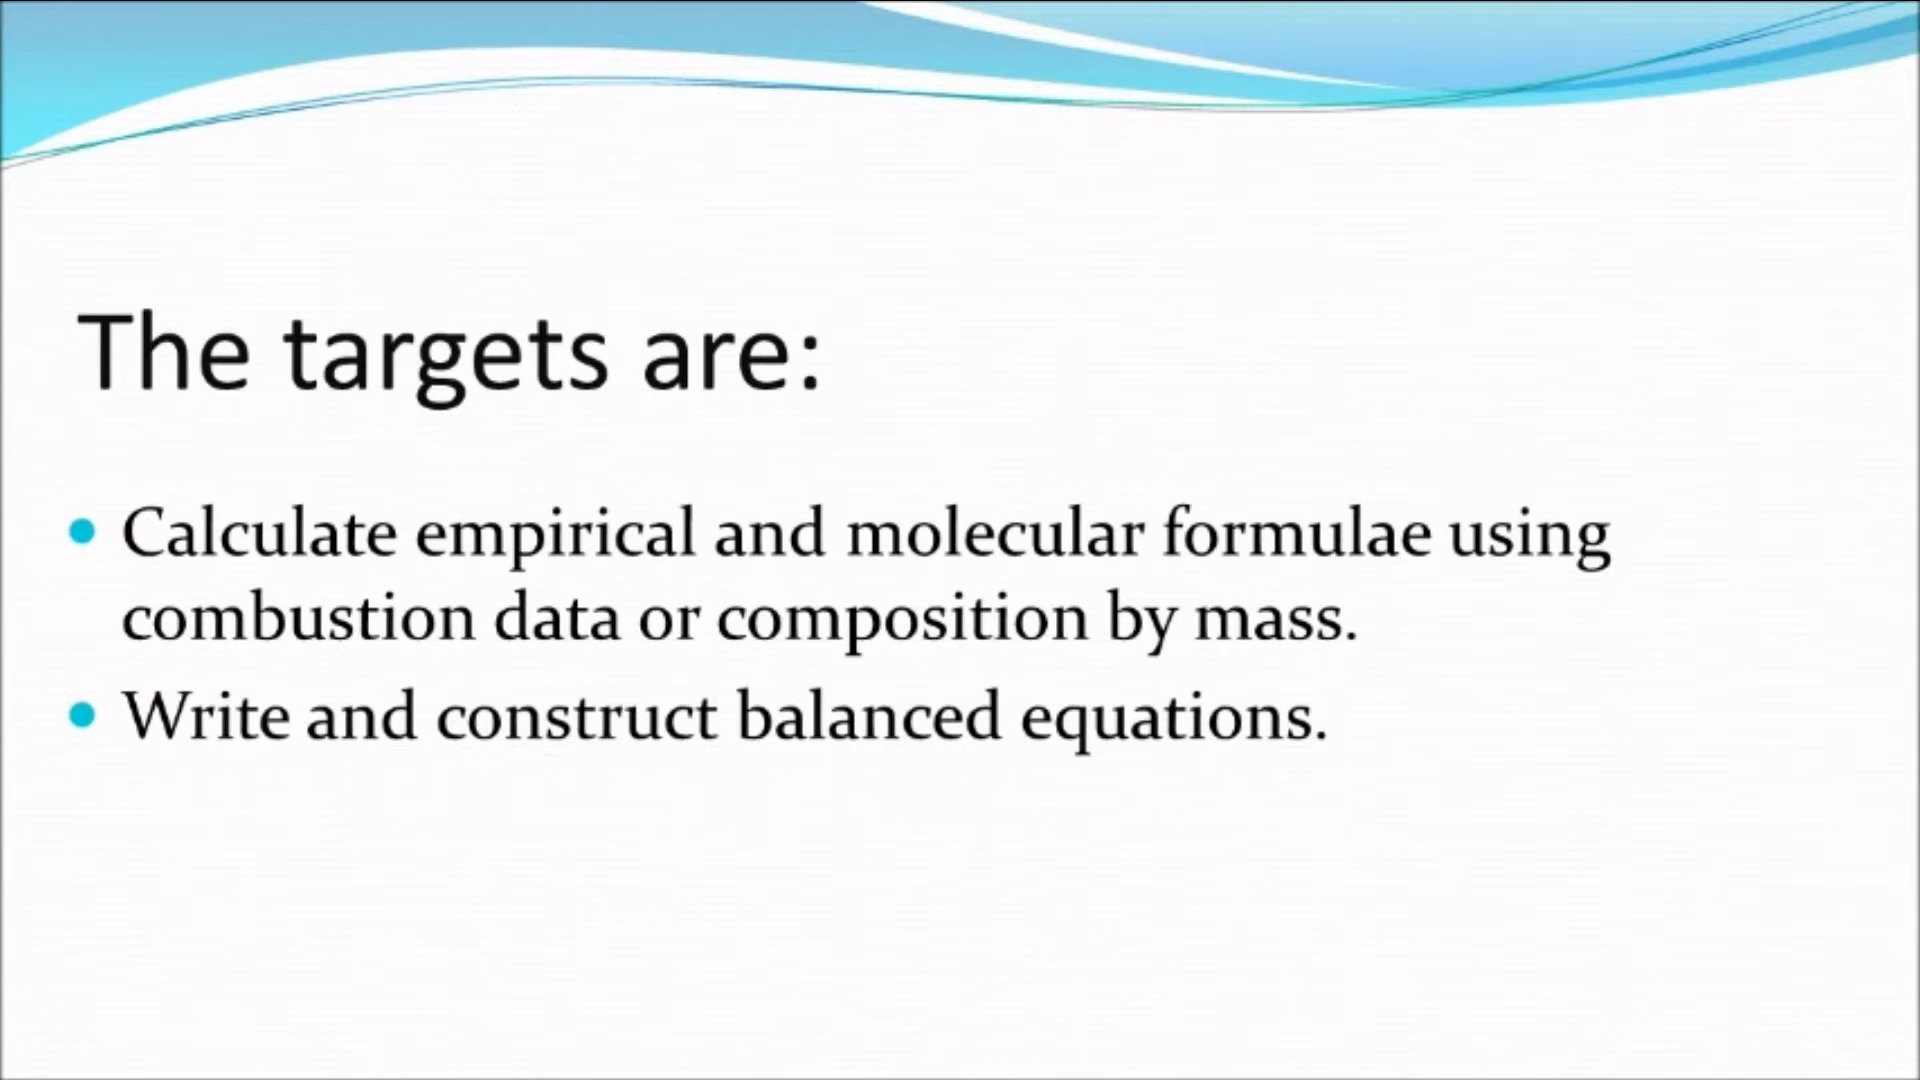 The targets are:
• Calculate empirical and molecular formulae using
combustion data or composition by mass.
• Write and construct balanced equations.